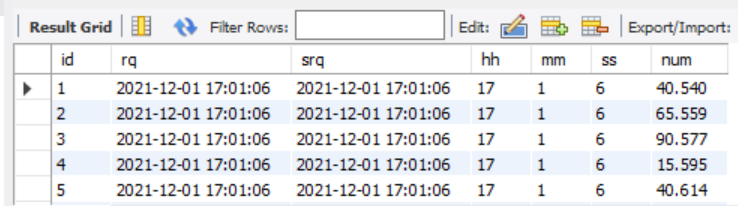 Result Grid Filter Rows: Edit: Export/Import:
id rq srq hh mm ss num
1 2021-12-01 17:01:06 2021-12-01 17:01:06 17 1 6 40.540
2 2021-12-01 17:01:06 2021-12-01 17:01:06 17 1 6 65.559
3 2021-12-01 17:01:06 2021-12-01 17:01:06 17 1 6 90.577
4 2021-12-01 17:01:06 2021-12-01 17:01:06 17 1 6 15.595
5 2021-12-01 17:01:06 2021-12-01 17:01:06 17 1 6 40.614